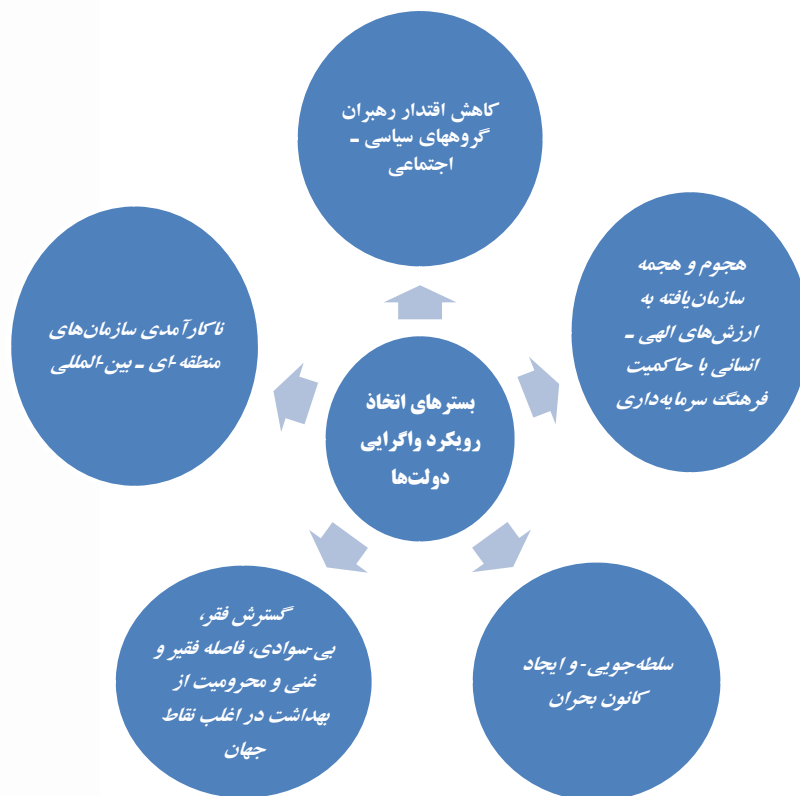 کاهش اقتدار رهبران
گروههای سیاسی ـ
اجتماعی
هجوم و هجمه
سازمان‌یافته به
ارزش‌های الهی ـ
انسانی با حاکمیت
فرهنگ سرمایه‌داری
ناکارآمدی سازمان‌های
منطقه-ای ـ بین-المللی
بسترهای اتخاذ
رویکرد واگرایی
دولت‌ها
سلطه‌جویی- و ایجاد
کانون بحران
گسترش فقر،
بی-سوادی، فاصله فقیر و
غنی و محرومیت از
بهداشت در اغلب نقاط
جهان